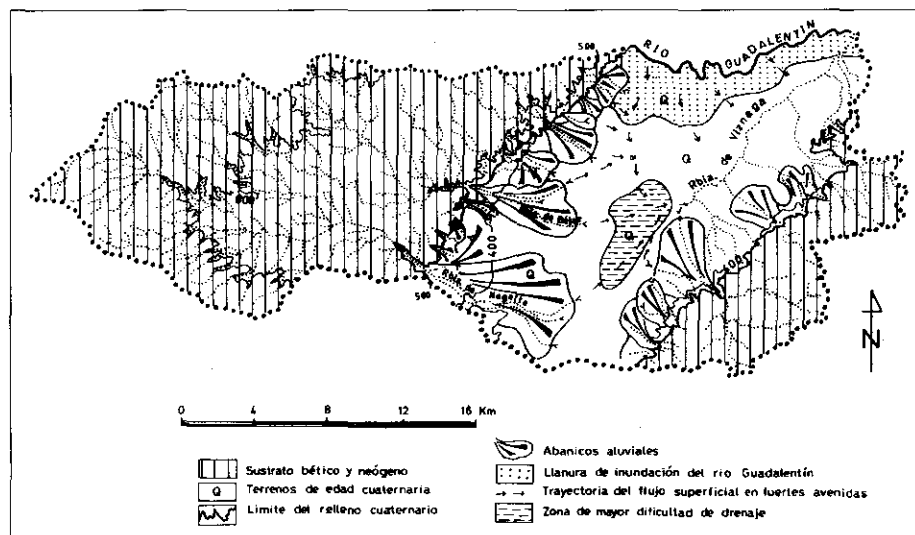 500
RIO GUADALENTÍN
Q
Rbla. de Viznaga
Q
800
Q
400
Q
400
500
Rbla. de Nogalte
N
0 4 8 12 16 Km
Sustrato bético y neógeno
Q Terrenos de edad cuaternaria
Límite del relleno cuaternario
Abanicos aluviales
Llanura de inundación del río Guadalentín
Trayectoria del flujo superficial en fuertes avenidas
Zona de mayor dificultad de drenaje